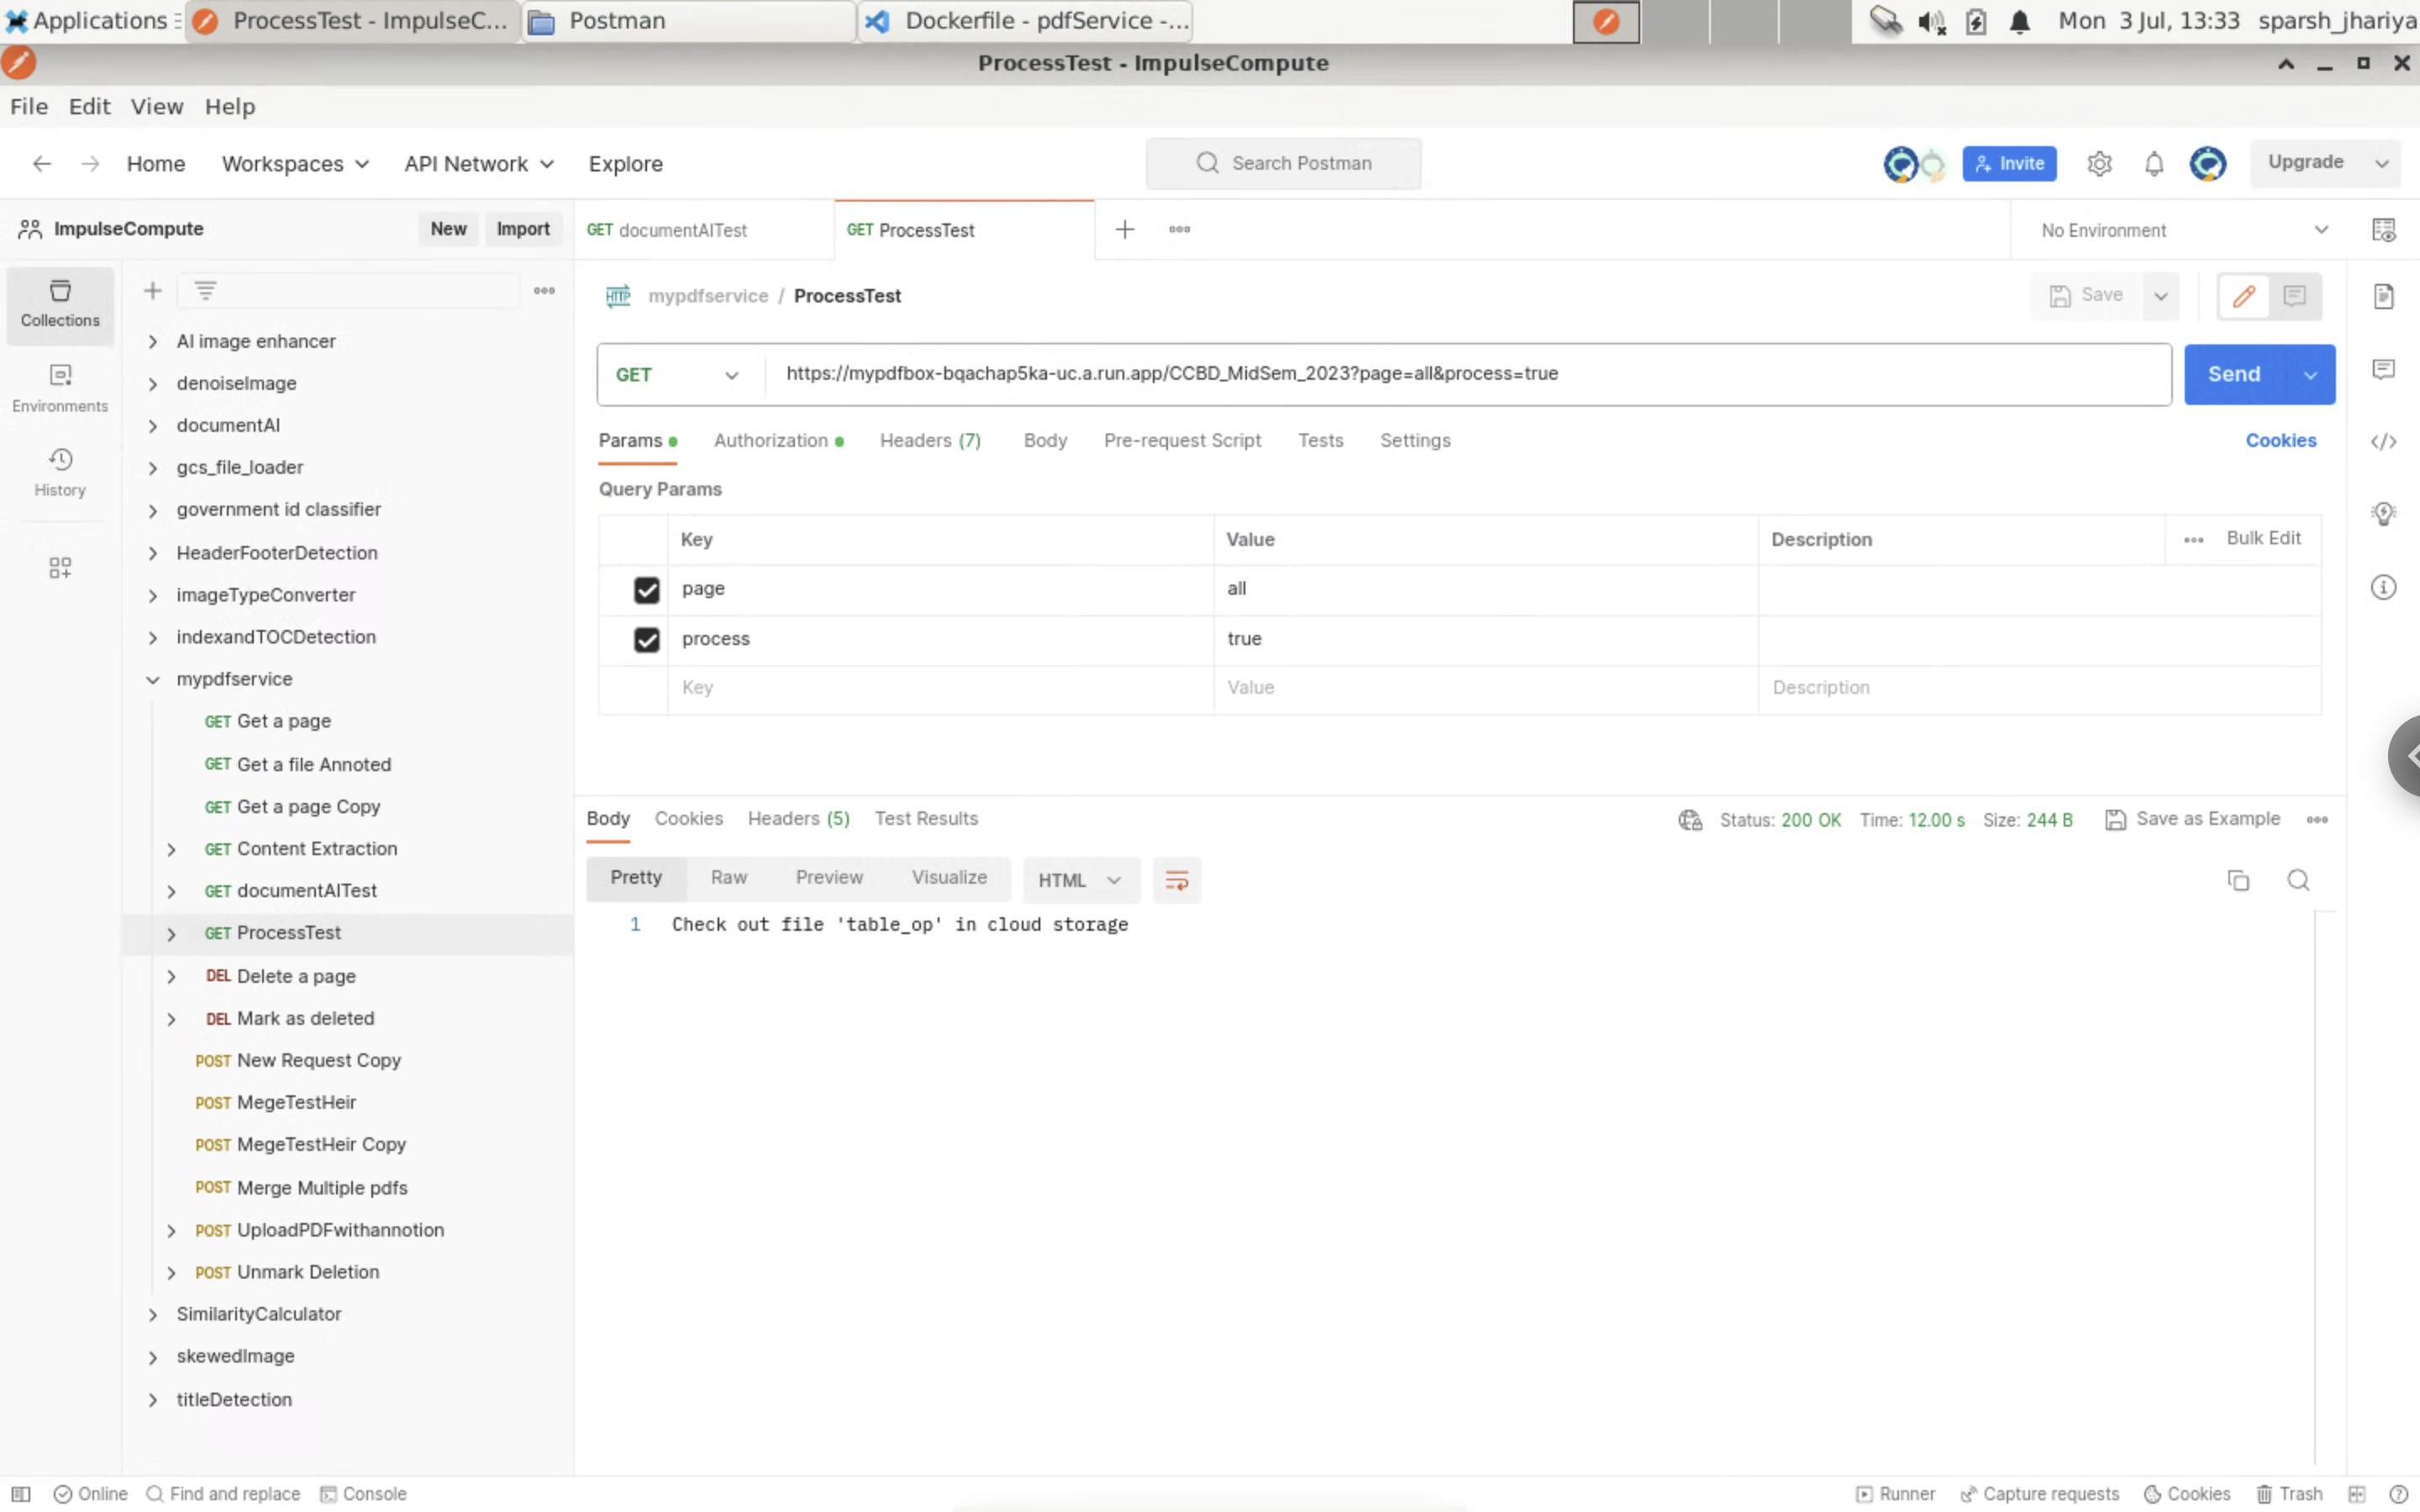 Applications
ProcessTest - ImpulseC...
Postman
Dockerfile - pdfService -...
Mon 3 Jul, 13:33
sparsh_jhariya
ProcessTest - ImpulseCompute
File Edit View Help
Home Workspaces API Network Explore
Search Postman
Invite
Upgrade
ImpulseCompute
New
Import
GET documentAITest
GET ProcessTest
No Environment
Collections
Environments
History
AI image enhancer
denoiseImage
documentAI
gcs_file_loader
government id classifier
HeaderFooterDetection
imageTypeConverter
indexandTOCDetection
mypdfservice
GET Get a page
GET Get a file Annoted
GET Get a page Copy
GET Content Extraction
GET documentAITest
GET ProcessTest
DEL Delete a page
DEL Mark as deleted
POST New Request Copy
POST MegeTestHeir
POST MegeTestHeir Copy
POST Merge Multiple pdfs
POST UploadPDFwithannotion
POST Unmark Deletion
SimilarityCalculator
skewedImage
titleDetection
HTTP mypdfservice / ProcessTest
Save
GET https://mypdfbox-bqachap5ka-uc.a.run.app/CCBD_MidSem_2023?page=all&process=true
Send
Params Authorization Headers (7) Body Pre-request Script Tests Settings
Cookies
Query Params
Key Value Description Bulk Edit
page all
process true
Key Value Description
Body Cookies Headers (5) Test Results
Status: 200 OK Time: 12.00 s Size: 244 B Save as Example
Pretty Raw Preview Visualize HTML
1 Check out file 'table_op' in cloud storage
Online Find and replace Console
Runner Capture requests Cookies Trash